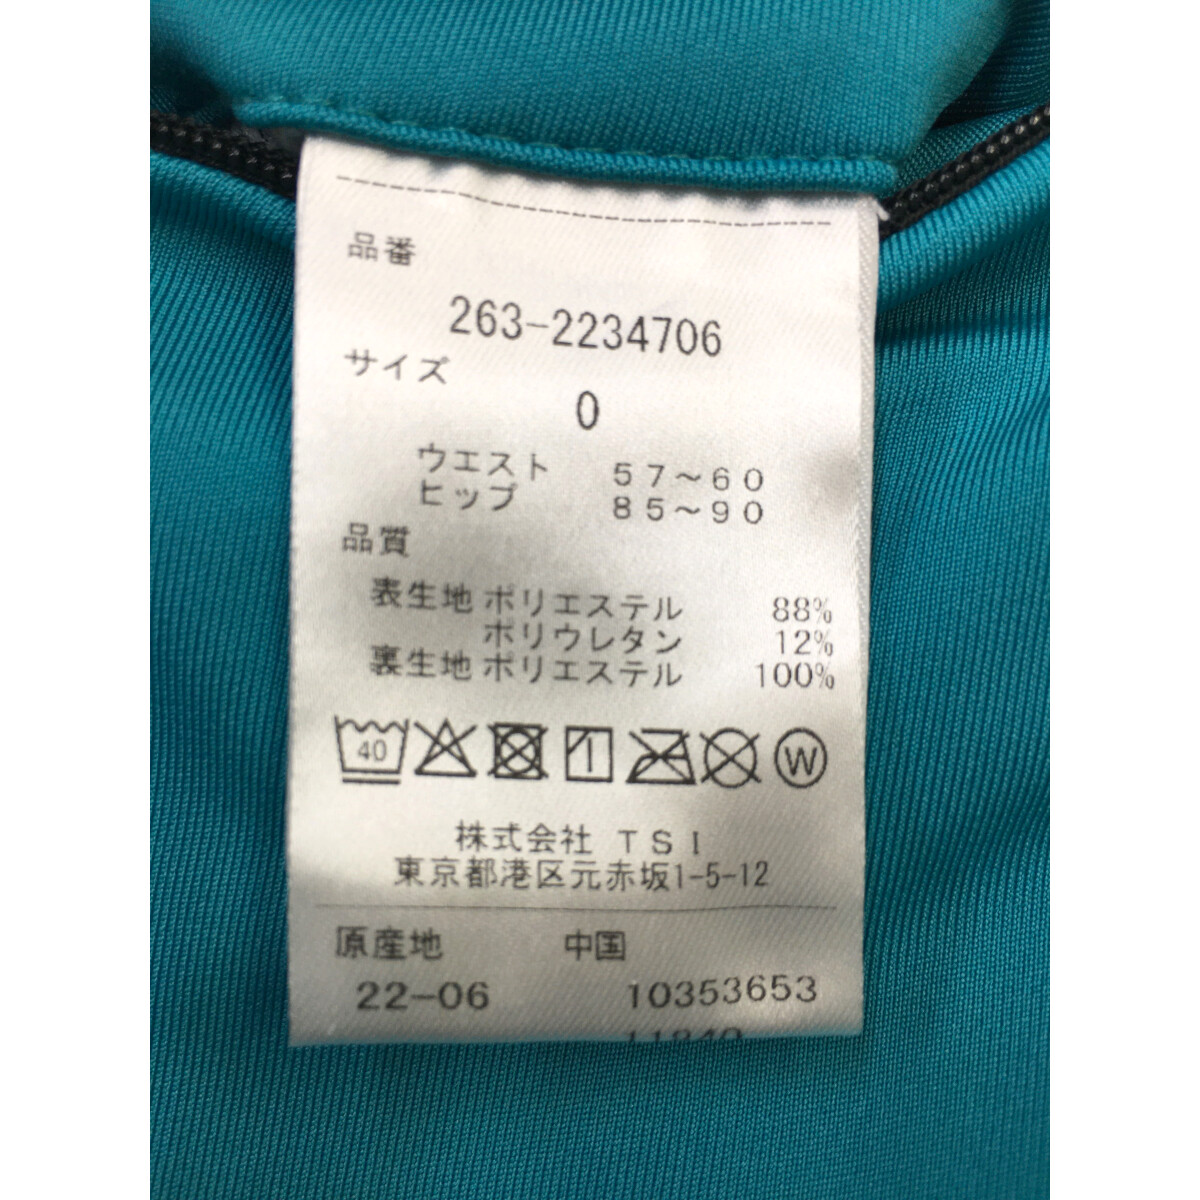 品番
263-2234706
サイズ
0
ウエスト 57～60
ヒップ 85～90
品質
表生地 ポリエステル 88%
ポリウレタン 12%
裏生地 ポリエステル 100%
40
W
株式会社 TSI
東京都港区元赤坂1-5-12
原産地 中国
22-06 10353653